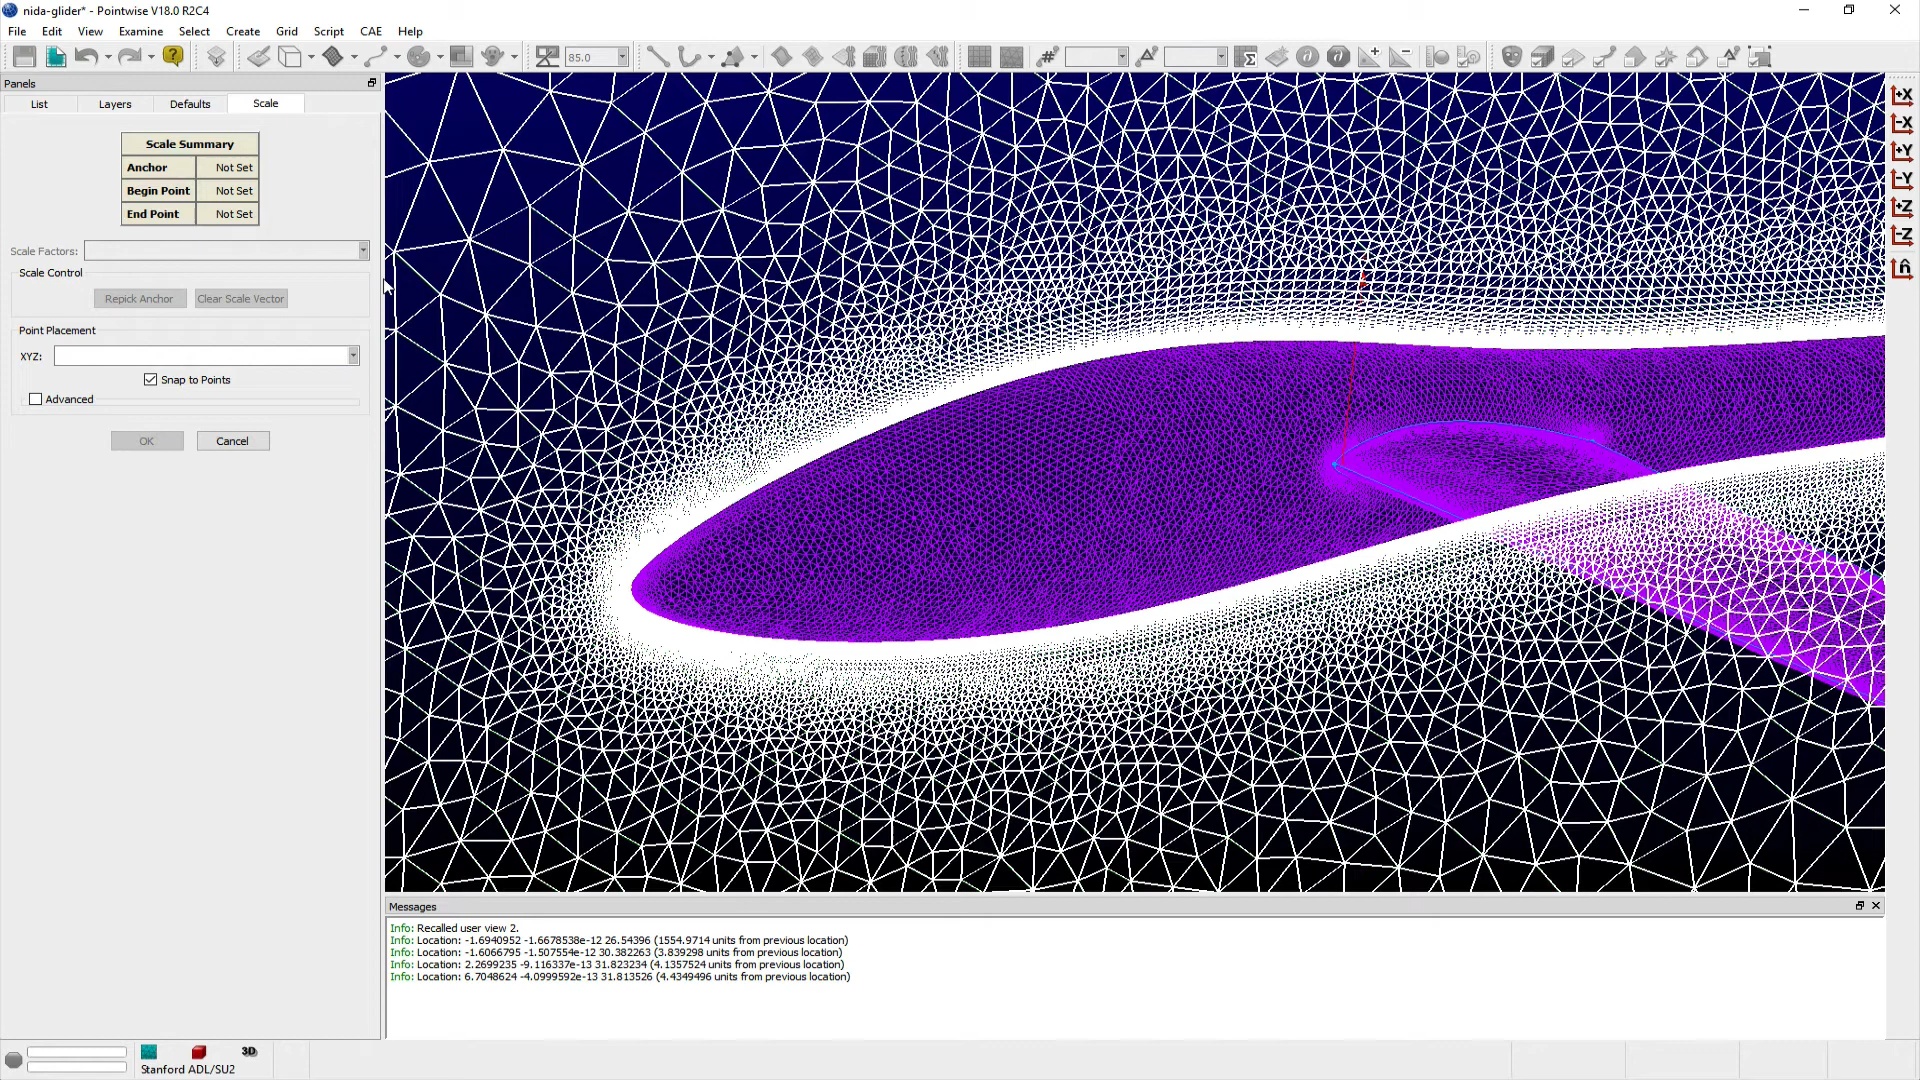 nida-glider* - Pointwise V18.0 R2C4
File Edit View Examine Select Create Grid Script CAE Help
85.0
Panels
List Layers Defaults Scale
Scale Summary
Anchor Not Set
Begin Point Not Set
End Point Not Set
Scale Factors:
Scale Control
Repick Anchor Clear Scale Vector
Point Placement
XYZ:
Snap to Points
Advanced
OK Cancel
+X
-X
+Y
-Y
+Z
-Z
n̂
Messages
Info: Recalled user view 2.
Info: Location: -1.6940952 -1.6678538e-12 26.54396 (1554.9714 units from previous location)
Info: Location: -1.6066795 -1.507554e-12 30.382263 (3.839298 units from previous location)
Info: Location: 2.2699235 -9.116337e-13 31.823234 (4.1357524 units from previous location)
Info: Location: 6.7048624 -4.0999592e-13 31.813526 (4.4349496 units from previous location)
3D
Stanford ADL/SU2